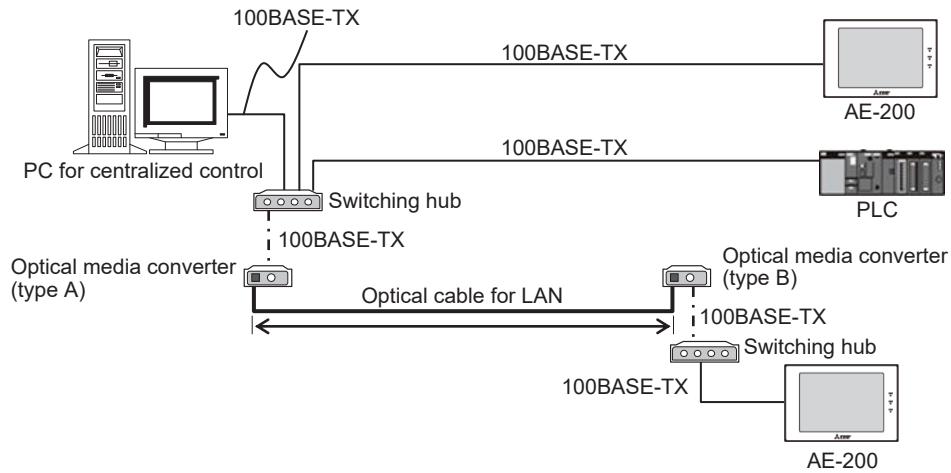 100BASE-TX
100BASE-TX
AE-200
100BASE-TX
PC for centralized control
PLC
Switching hub
100BASE-TX
Optical media converter
(type A)
Optical media converter
(type B)
Optical cable for LAN
100BASE-TX
Switching hub
100BASE-TX
AE-200